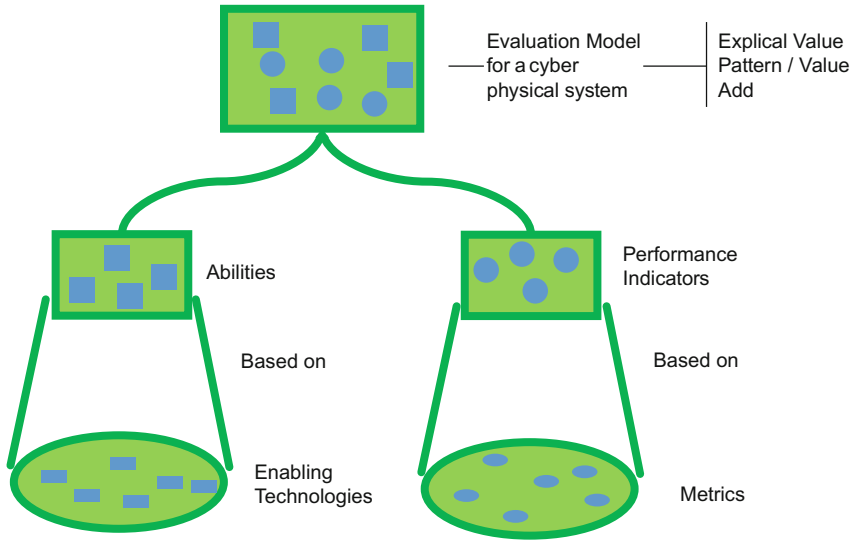 Evaluation Model
for a cyber
physical system
Explical Value
Pattern / Value
Add
Abilities
Performance
Indicators
Based on
Based on
Enabling
Technologies
Metrics